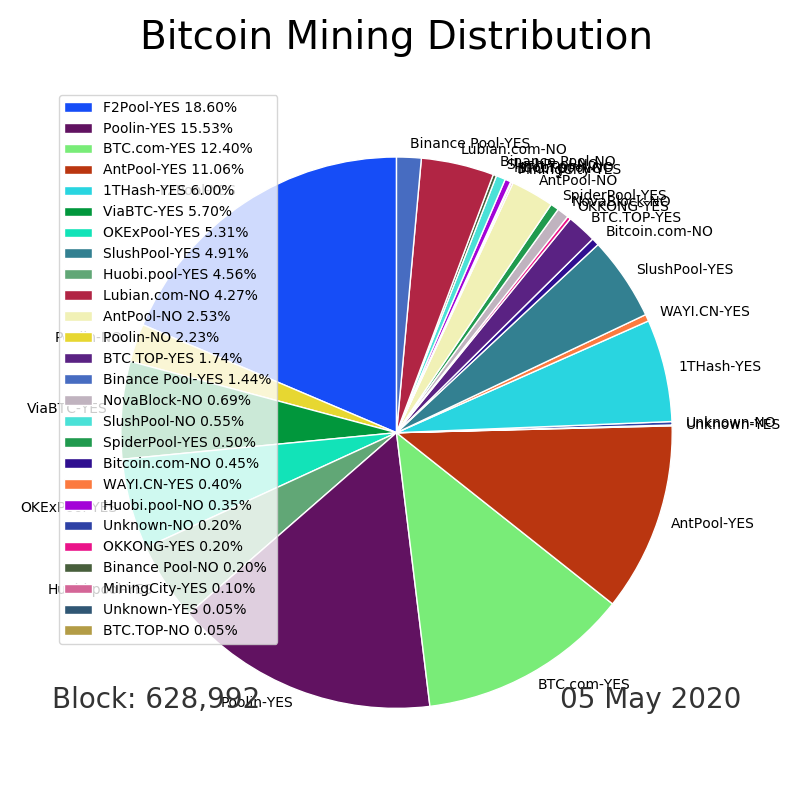 Bitcoin Mining Distribution
F2Pool-YES 18.60%
Poolin-YES 15.53%
BTC.com-YES 12.40%
AntPool-YES 11.06%
1THash-YES 6.00%
ViaBTC-YES 5.70%
OKExPool-YES 5.31%
SlushPool-YES 4.91%
Huobi.pool-YES 4.56%
Lubian.com-NO 4.27%
AntPool-NO 2.53%
Poolin-NO 2.23%
BTC.TOP-YES 1.74%
Binance Pool-YES 1.44%
NovaBlock-NO 0.69%
SlushPool-NO 0.55%
SpiderPool-YES 0.50%
Bitcoin.com-NO 0.45%
WAYI.CN-YES 0.40%
Huobi.pool-NO 0.35%
Unknown-NO 0.20%
OKKONG-YES 0.20%
Binance Pool-NO 0.20%
MiningCity-YES 0.10%
Unknown-YES 0.05%
BTC.TOP-NO 0.05%
Binance Pool-YES
Lubian.com-NO
Binance Pool-NO
AntPool-NO
SpiderPool-YES
NovaBlock-NO
OKKONG-YES
BTC.TOP-YES
Bitcoin.com-NO
SlushPool-YES
WAYI.CN-YES
1THash-YES
Unknown-NO
Unknown-YES
AntPool-YES
BTC.com-YES
Poolin-YES
ViaBTC-YES
Block: 628,992
05 May 2020